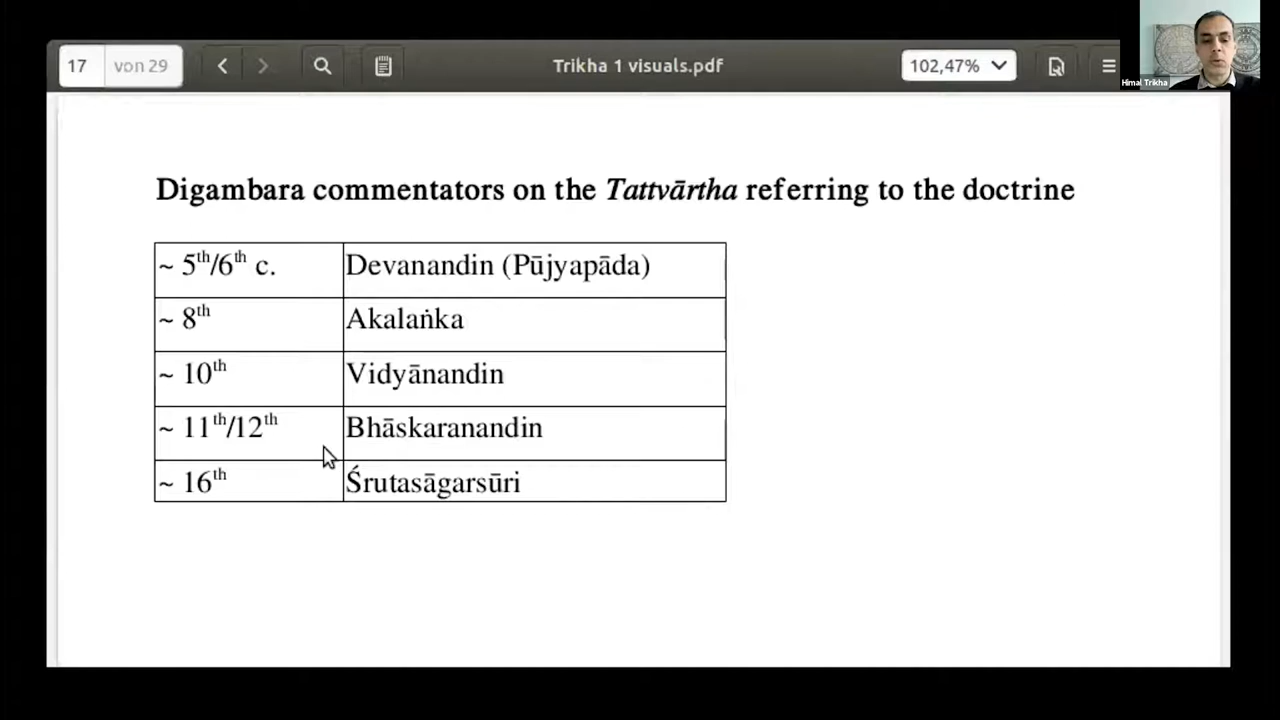 17 von 29 Trikha 1 visuals.pdf 102,47%
Himal Trikha
Digambara commentators on the Tattvārtha referring to the doctrine
~ 5th/6th c. Devanandin (Pūjyapāda)
~ 8th Akalaṅka
~ 10th Vidyānandin
~ 11th/12th Bhāskaranandin
~ 16th Śrutasāgarsūri